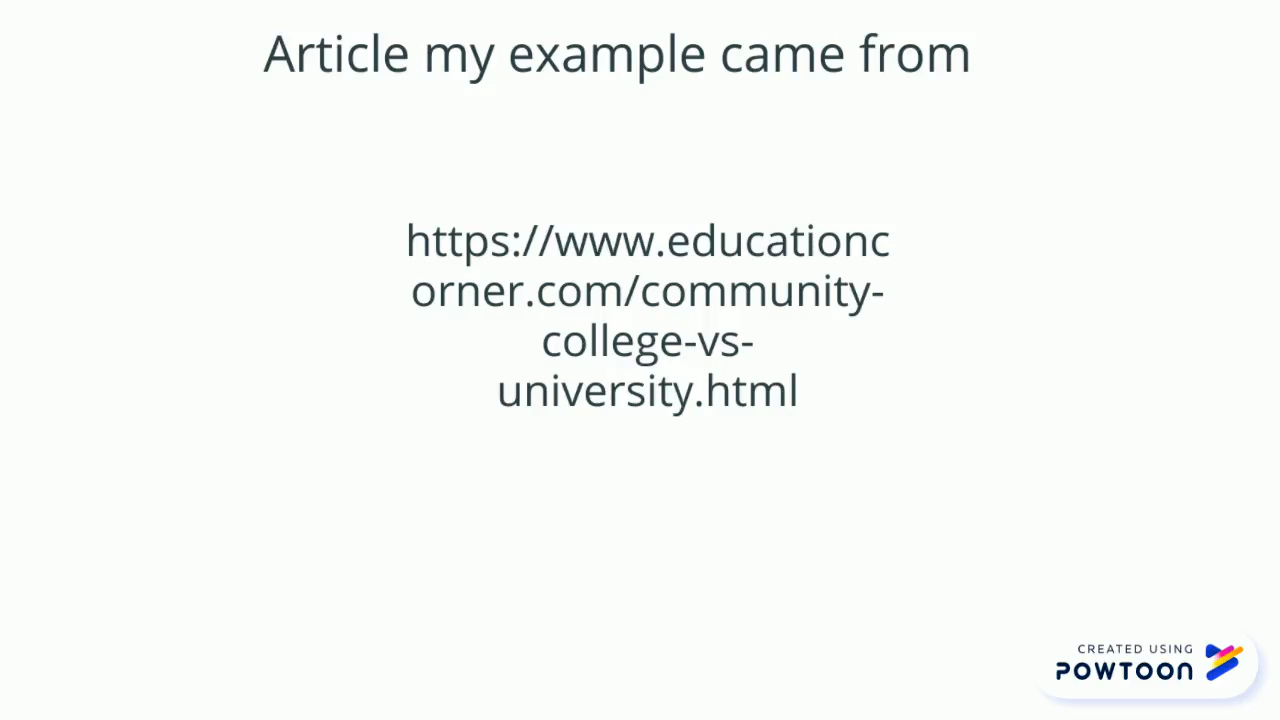 Article my example came from
https://www.educationc
orner.com/community-
college-vs-
university.html
CREATED USING
POWTOON